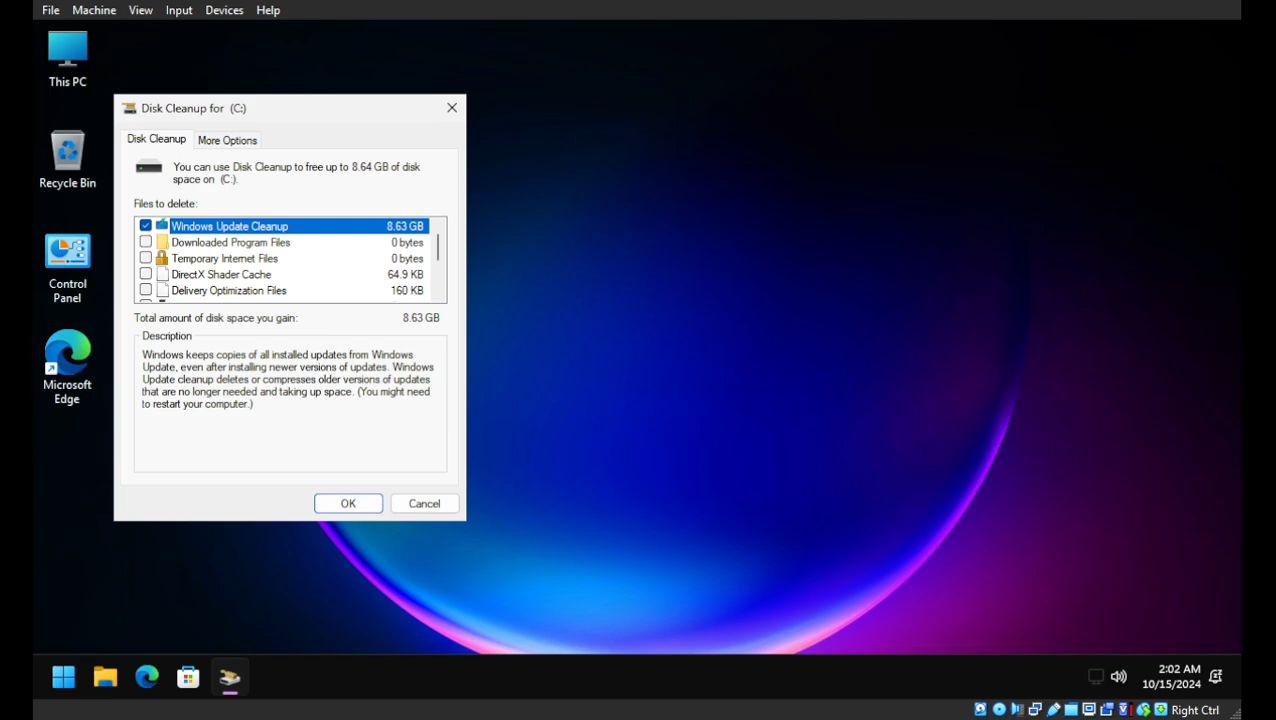 File Machine View Input Devices Help
This PC
Recycle Bin
Control
Panel
Microsoft
Edge
Disk Cleanup for (C:)
Disk Cleanup More Options
You can use Disk Cleanup to free up to 8.64 GB of disk
space on (C:).
Files to delete:
Windows Update Cleanup 8.63 GB
Downloaded Program Files 0 bytes
Temporary Internet Files 0 bytes
DirectX Shader Cache 64.9 KB
Delivery Optimization Files 160 KB
Total amount of disk space you gain: 8.63 GB
Description
Windows keeps copies of all installed updates from Windows
Update, even after installing newer versions of updates. Windows
Update cleanup deletes or compresses older versions of updates
that are no longer needed and taking up space. (You might need
to restart your computer.)
OK Cancel
2:02 AM
10/15/2024
Right Ctrl